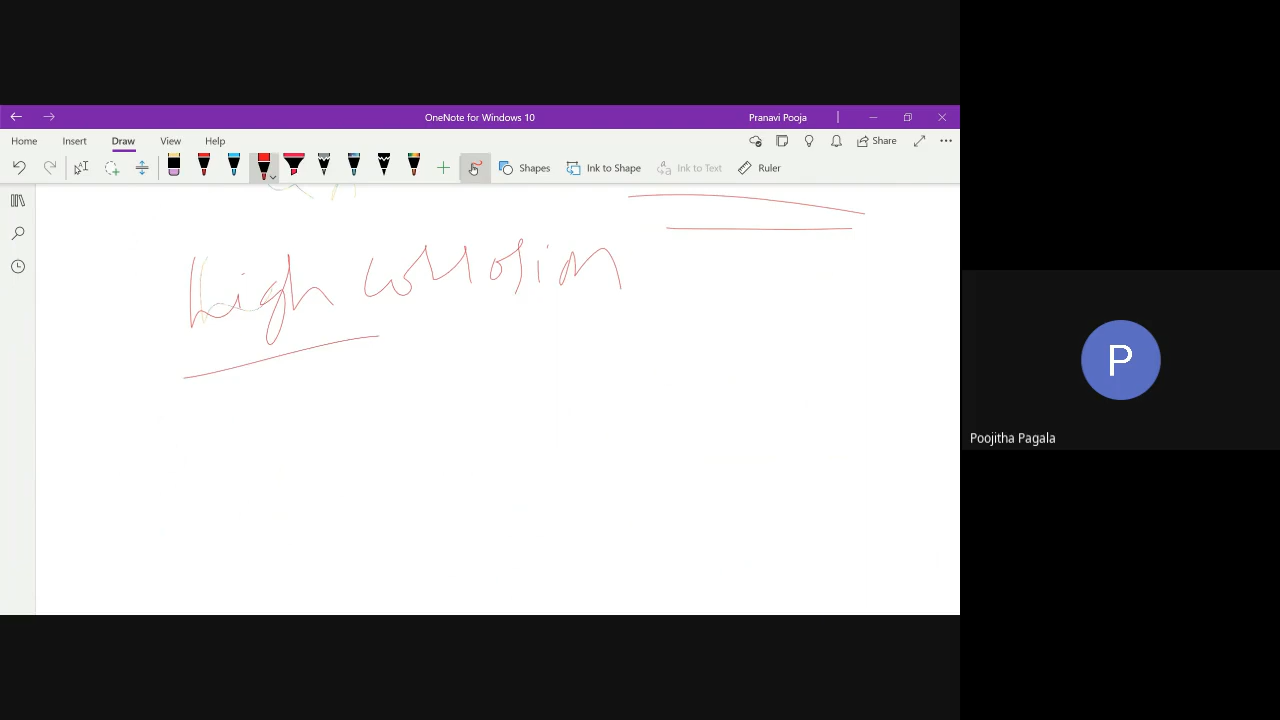 OneNote for Windows 10
Pranavi Pooja
Home Insert Draw View Help
Share
Shapes Ink to Shape Ink to Text Ruler
high corrosion
P
Poojitha Pagala